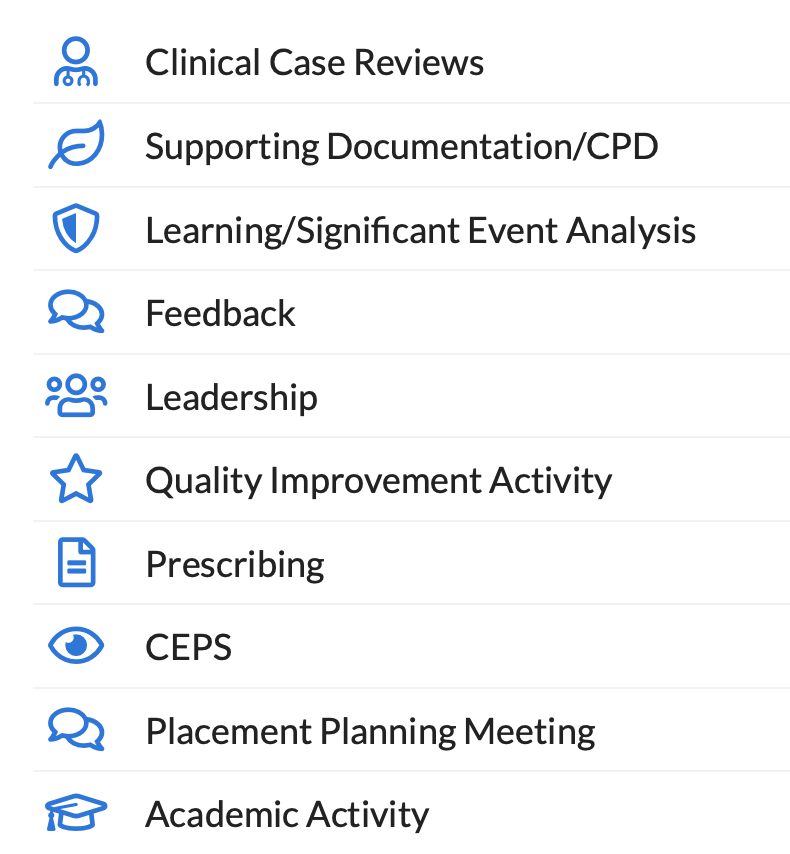 Clinical Case Reviews
Supporting Documentation/CPD
Learning/Significant Event Analysis
Feedback
Leadership
Quality Improvement Activity
Prescribing
CEPS
Placement Planning Meeting
Academic Activity